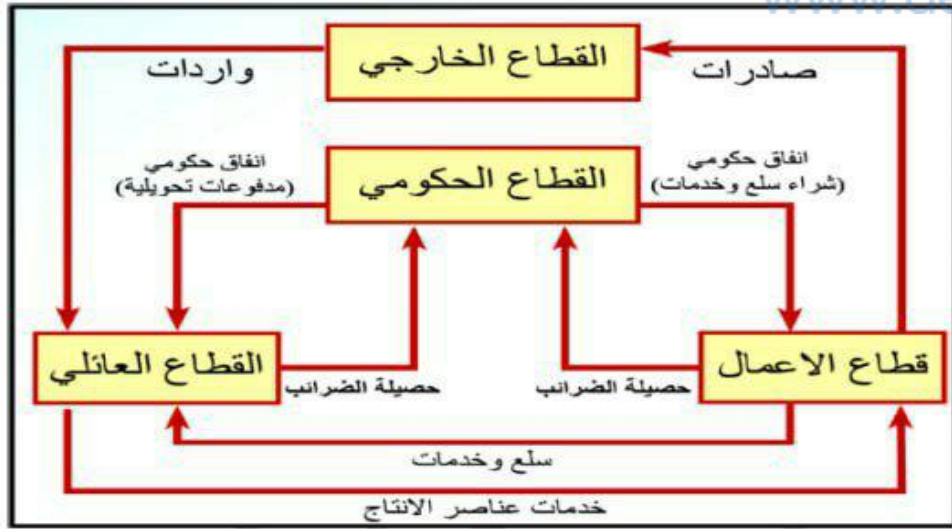 القطاع الخارجي
صادرات
واردات
انفاق حكومي
(شراء سلع وخدمات)
القطاع الحكومي
انفاق حكومي
(مدفوعات تحويلية)
قطاع الاعمال
حصيلة الضرائب
حصيلة الضرائب
القطاع العائلي
سلع وخدمات
خدمات عناصر الانتاج